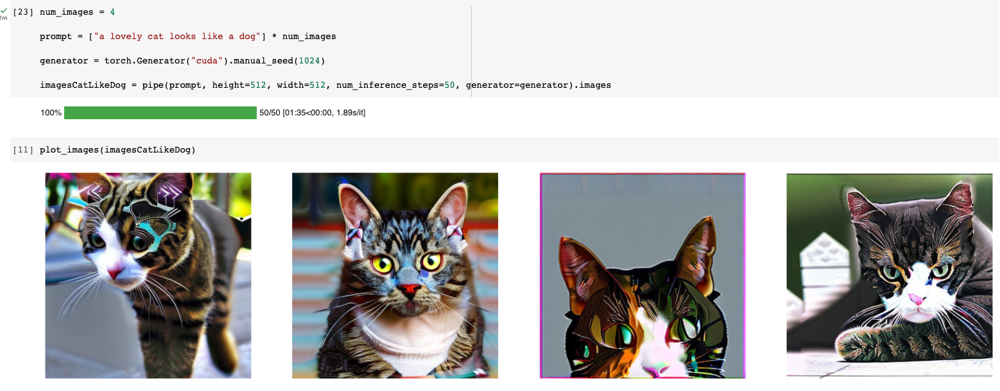 [23] num_images = 4
1m
prompt = ["a lovely cat looks like a dog"] * num_images
generator = torch.Generator("cuda").manual_seed(1024)
imagesCatLikeDog = pipe(prompt, height=512, width=512, num_inference_steps=50, generator=generator).images
100% 50/50 [01:35<00:00, 1.89s/it]
[11] plot_images(imagesCatLikeDog)